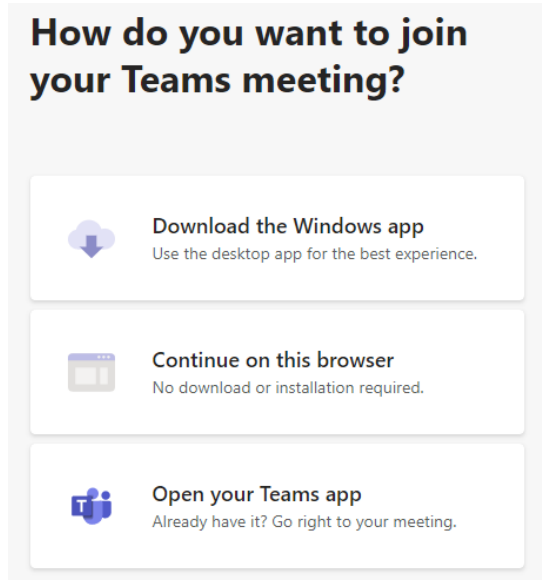 How do you want to join
your Teams meeting?
Download the Windows app
Use the desktop app for the best experience.
Continue on this browser
No download or installation required.
T
Open your Teams app
Already have it? Go right to your meeting.